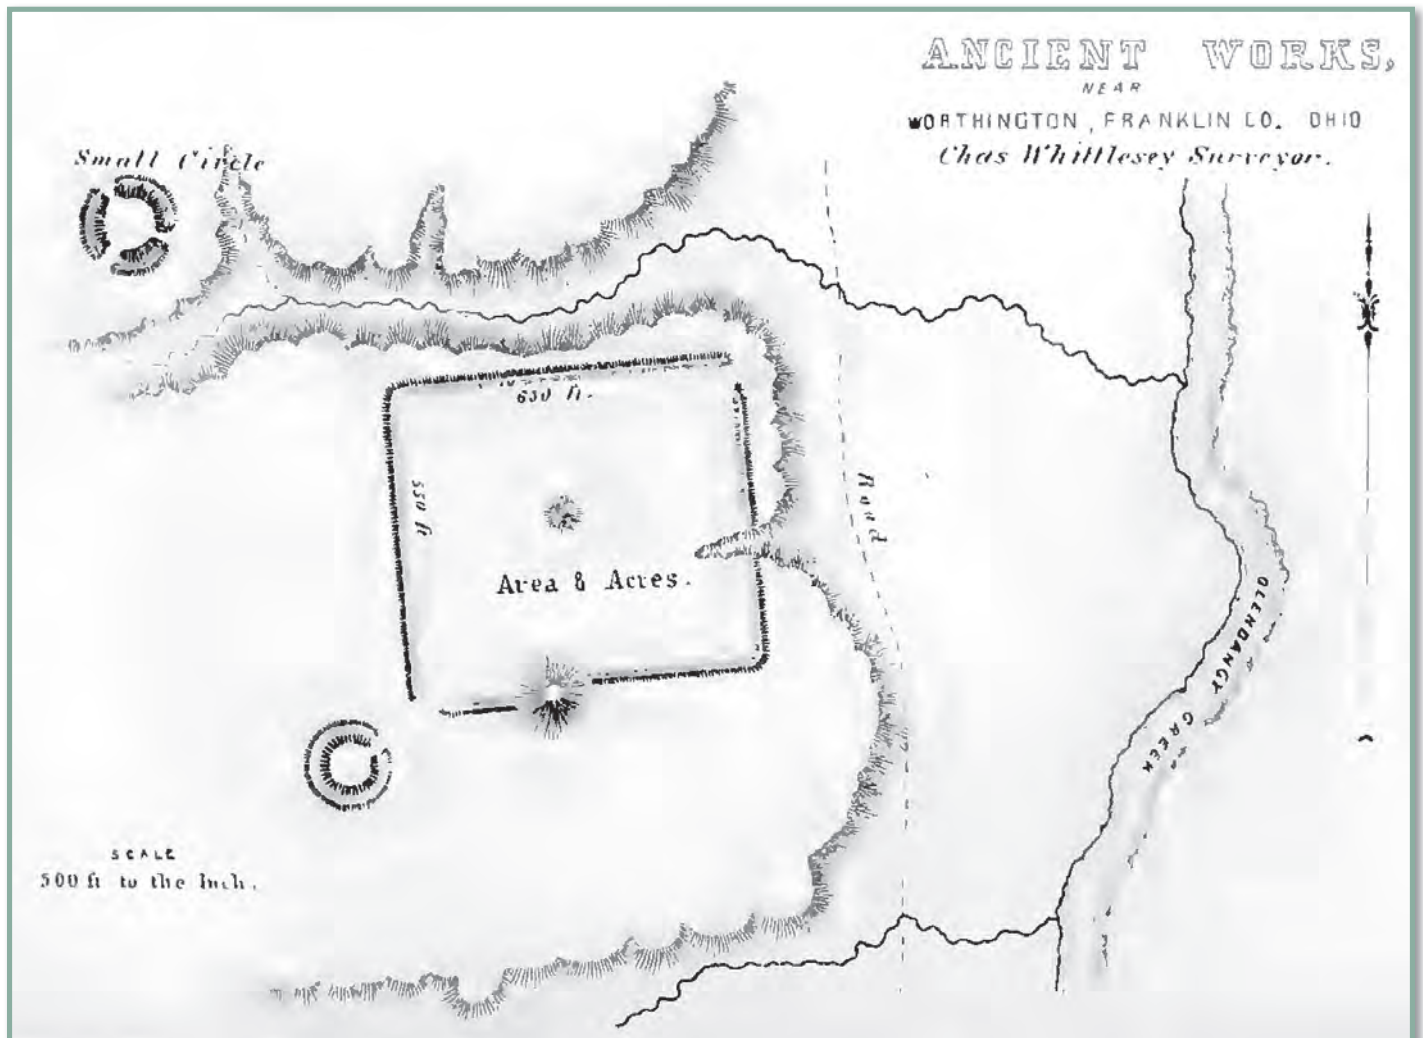 ANCIENT WORKS,
NEAR
WORTHINGTON, FRANKLIN CO. OHIO
Chas Whittlesey Surveyor.
Small Circle
630 ft.
550 ft
Road
Area 8 Acres.
OLENDANGY CREEK
SCALE
500 ft to the Inch.